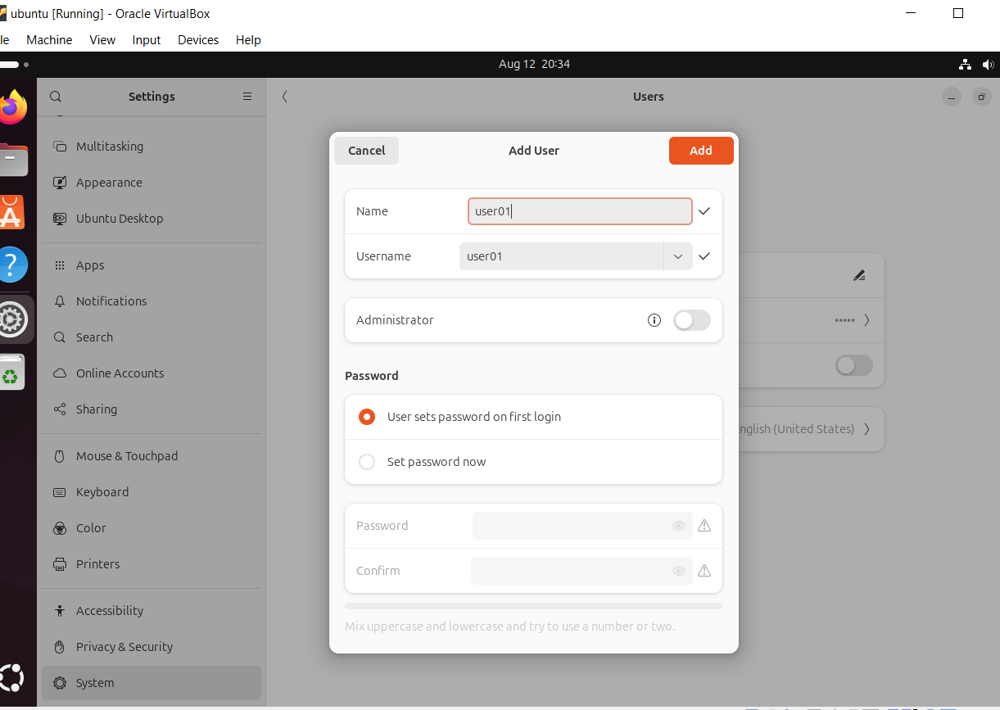 ubuntu [Running] - Oracle VirtualBox
le Machine View Input Devices Help
Aug 12 20:34
Settings
Users
Multitasking
Appearance
Ubuntu Desktop
Apps
Notifications
Search
Online Accounts
Sharing
Mouse & Touchpad
Keyboard
Color
Printers
Accessibility
Privacy & Security
System
Cancel
Add User
Add
Name
user01
Username
user01
Administrator
Password
User sets password on first login
Set password now
Password
Confirm
Mix uppercase and lowercase and try to use a number or two.
nglish (United States)